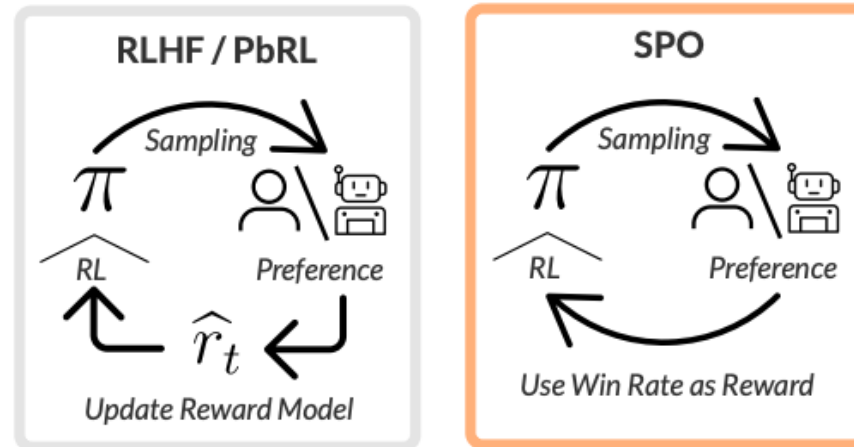 RLHF / PbRL
Sampling
π
RL
Preference
r̂ₜ
Update Reward Model
SPO
Sampling
π
RL
Preference
Use Win Rate as Reward